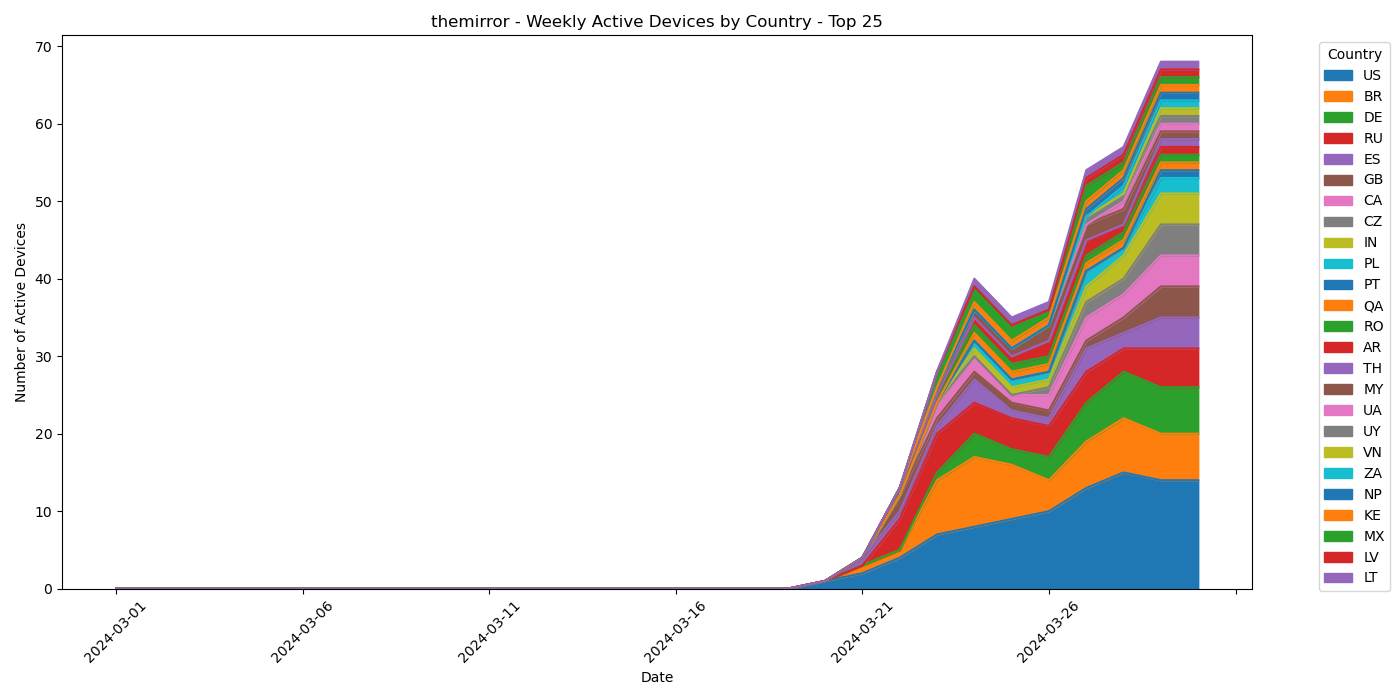 themirror - Weekly Active Devices by Country - Top 25
Number of Active Devices
70
60
50
40
30
20
10
0
2024-03-01
2024-03-06
2024-03-11
2024-03-16
2024-03-21
2024-03-26
Date
Country
US
BR
DE
RU
ES
GB
CA
CZ
IN
PL
PT
QA
RO
AR
TH
MY
UA
UY
VN
ZA
NP
KE
MX
LV
LT